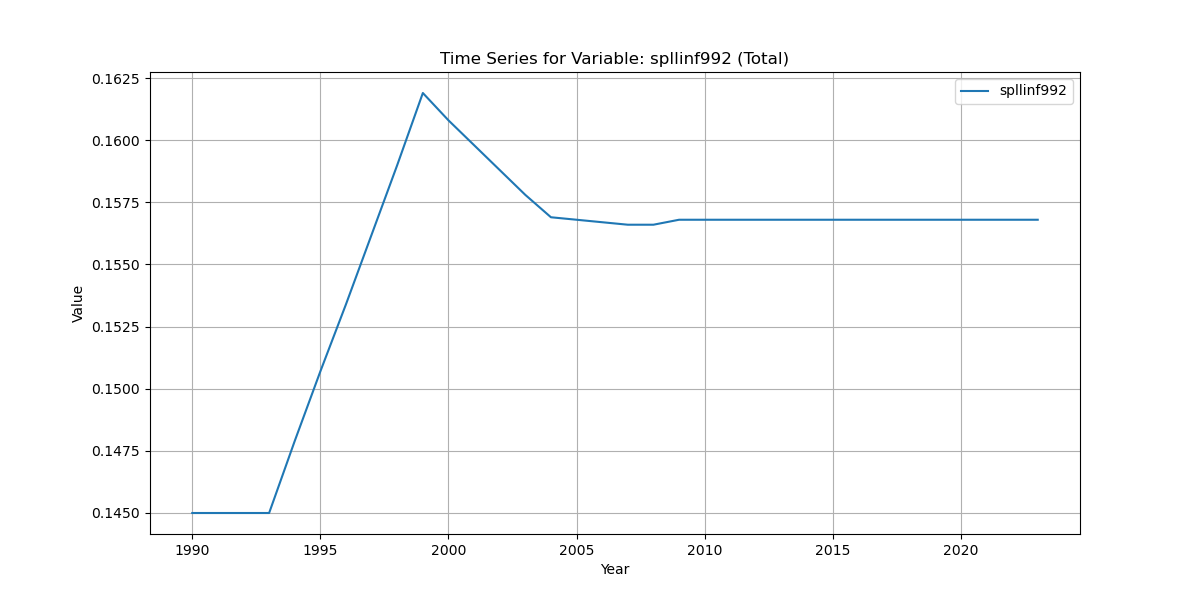 Time Series for Variable: spllinf992 (Total)
spllinf992
0.1625
0.1600
0.1575
0.1550
0.1525
0.1500
0.1475
0.1450
Value
1990 1995 2000 2005 2010 2015 2020
Year